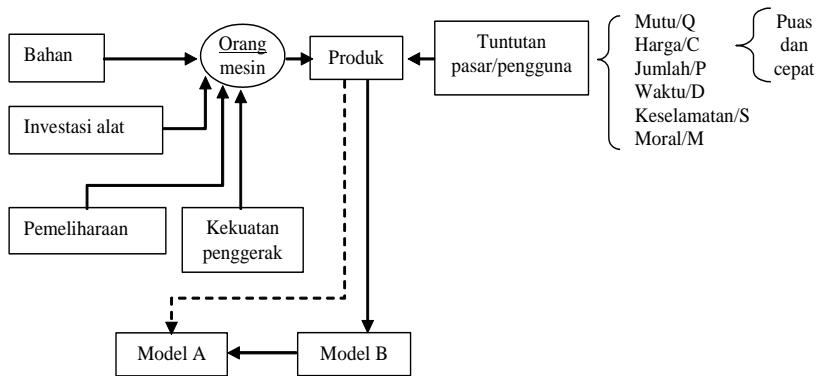 Bahan
Orang
mesin
Produk
Tuntutan
pasar/pengguna
Mutu/Q
Harga/C
Jumlah/P
Waktu/D
Keselamatan/S
Moral/M
Puas
dan
cepat
Investasi alat
Pemeliharaan
Kekuatan
penggerak
Model A
Model B